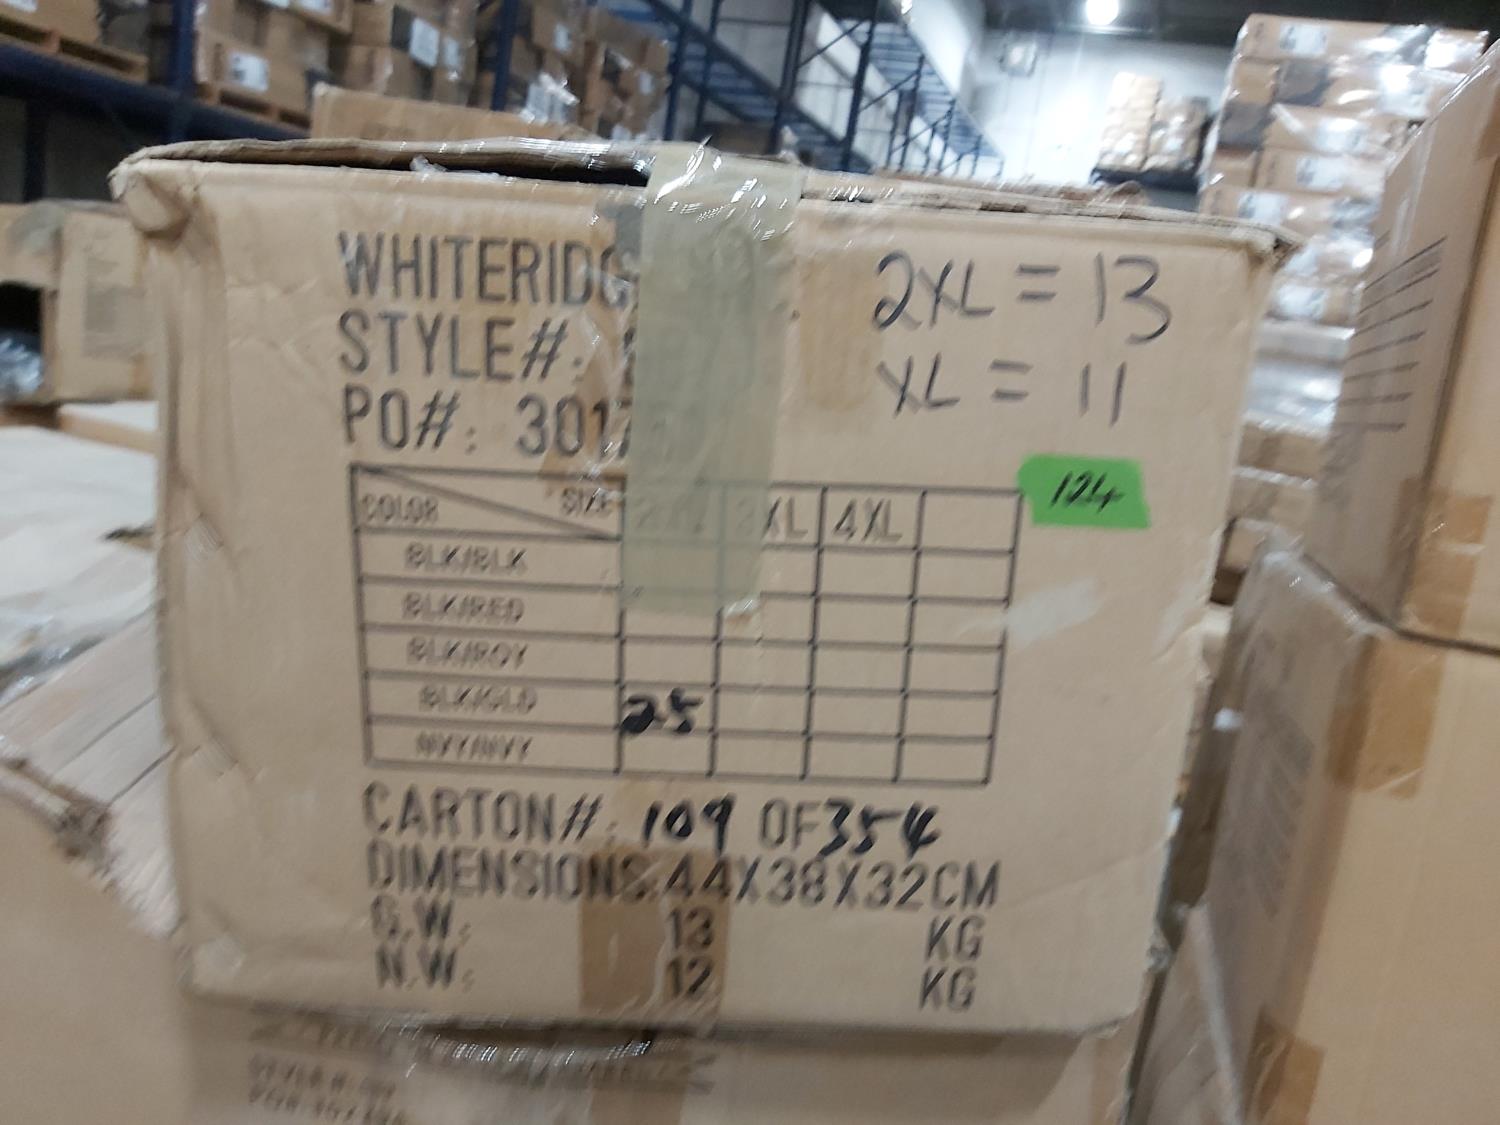 WHITERIDG
2XL = 13
STYLE#:
XL = 11
PO#: 301
124
COLOR SIZE XL 4XL
BLK/BLK
BLK/RED
BLK/ROY
BLK/GLD 25
NVY/NVY
CARTON#: 109 OF 354
DIMENSIONS:44X38X32CM
G.W: 13 KG
N.W: 12 KG